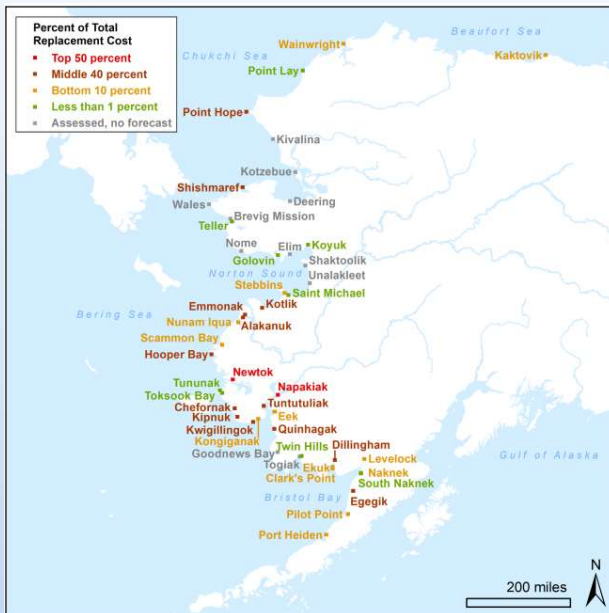 Percent of Total
Replacement Cost
Top 50 percent
Middle 40 percent
Bottom 10 percent
Less than 1 percent
Assessed, no forecast
Beaufort Sea
Chukchi Sea
Wainwright
Kaktovik
Point Lay
Point Hope
Kivalina
Kotzebue
Shishmaref
Wales
Deering
Brevig Mission
Teller
Nome
Elim
Koyuk
Golovin
Shaktoolik
Norton Sound
Unalakleet
Stebbins
Saint Michael
Bering Sea
Emmonak
Kotlik
Nunam Iqua
Alakanuk
Scammon Bay
Hooper Bay
Newtok
Tununak
Napakiak
Toksook Bay
Chefornak
Tuntutuliak
Kipnuk
Eek
Kwigillingok
Quinhagak
Kongiganak
Goodnews Bay
Twin Hills
Dillingham
Togiak
Ekuk
Levelock
Clark's Point
Naknek
South Naknek
Gulf of Alaska
Bristol Bay
Egegik
Pilot Point
Port Heiden
N
200 miles